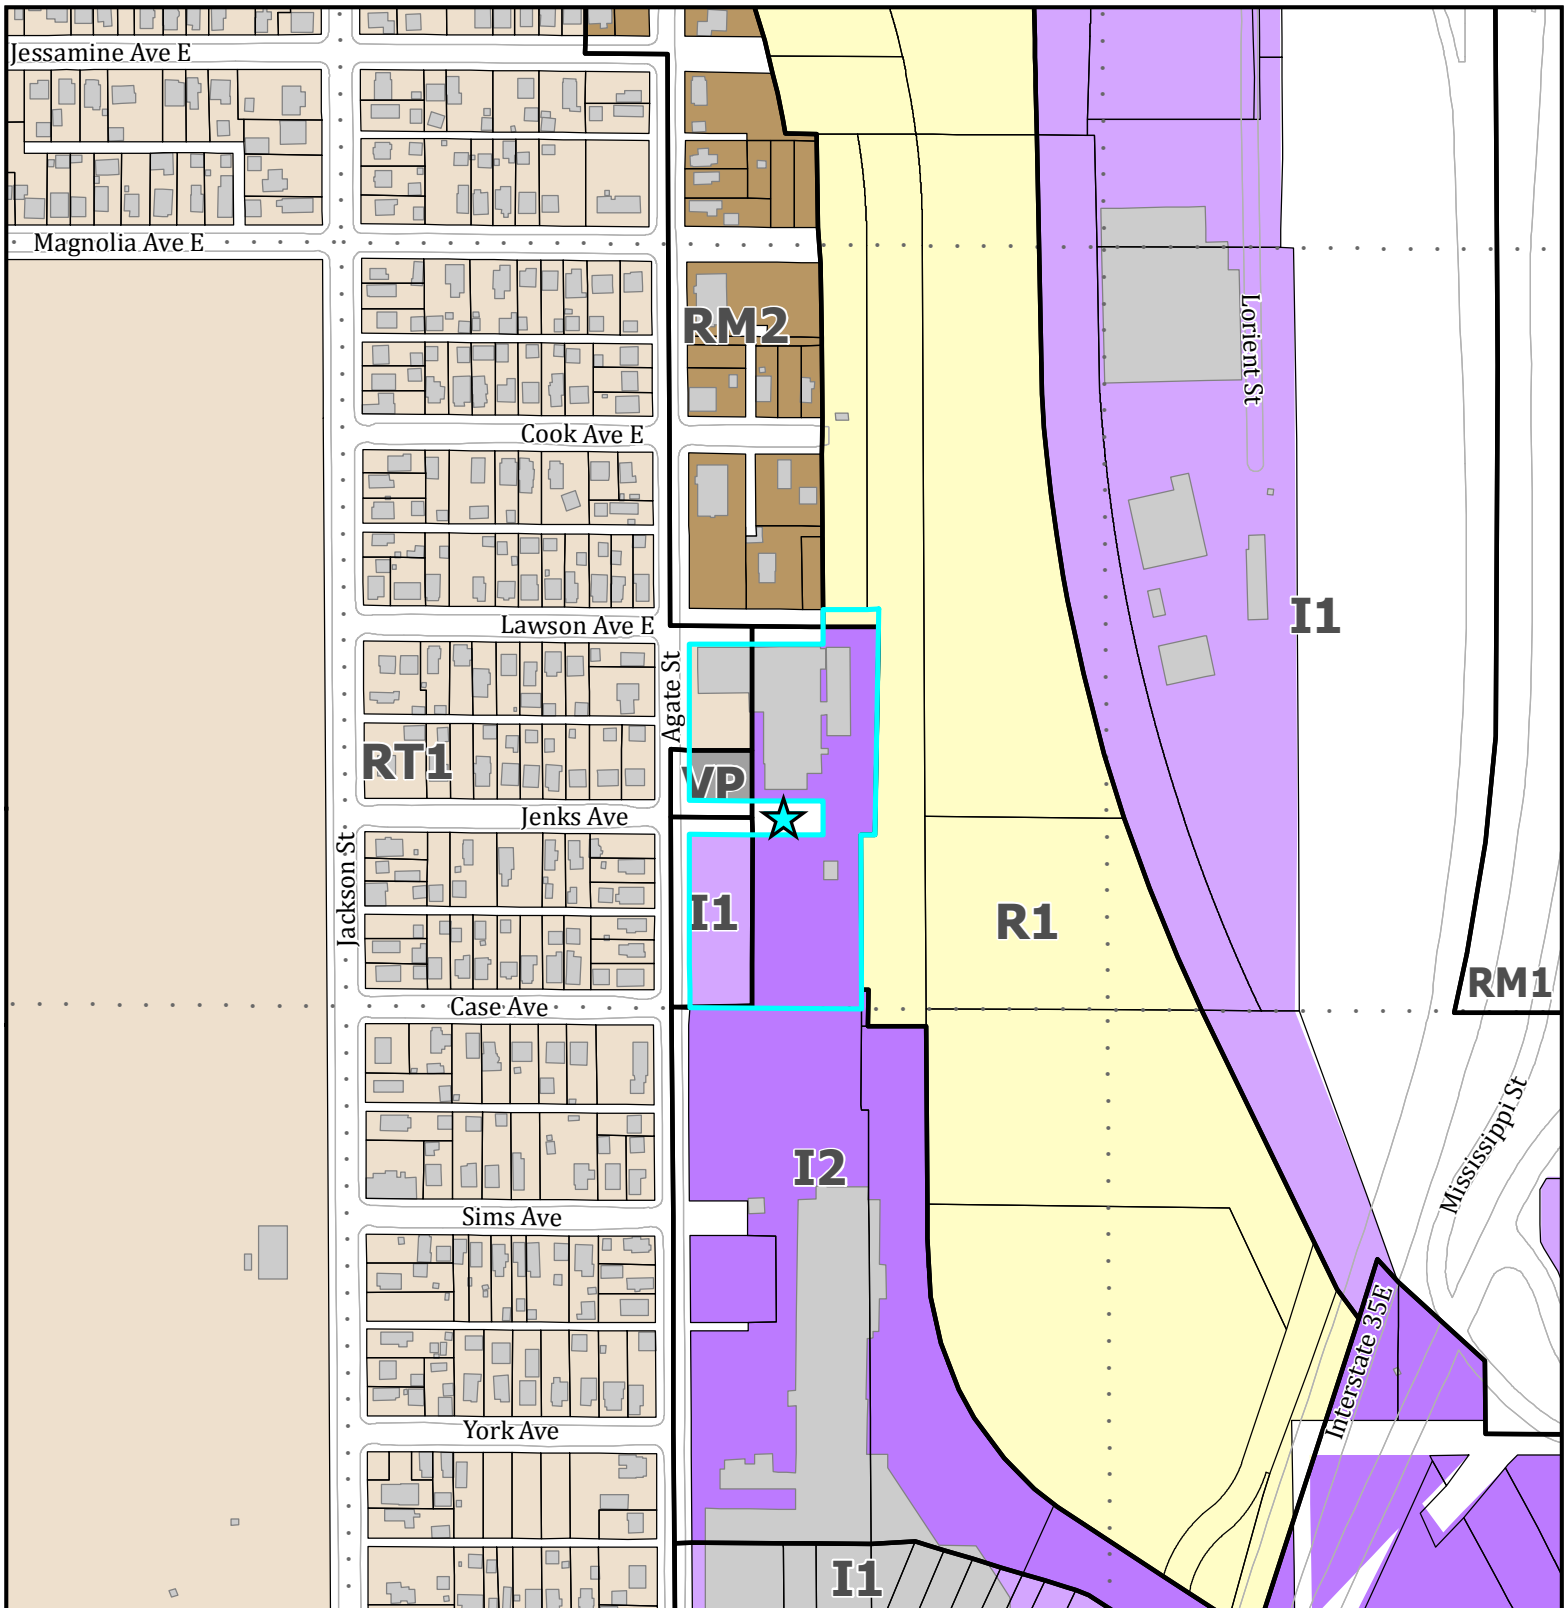 Jessamine Ave E
Magnolia Ave E
Lorient St
RM2
Cook Ave E
I1
Lawson Ave E
Agate St
RT1
VP
Jenks Ave
Jackson St
I1
R1
RM1
Case Ave
Mississippi St
I2
Sims Ave
Interstate 35E
York Ave
I1